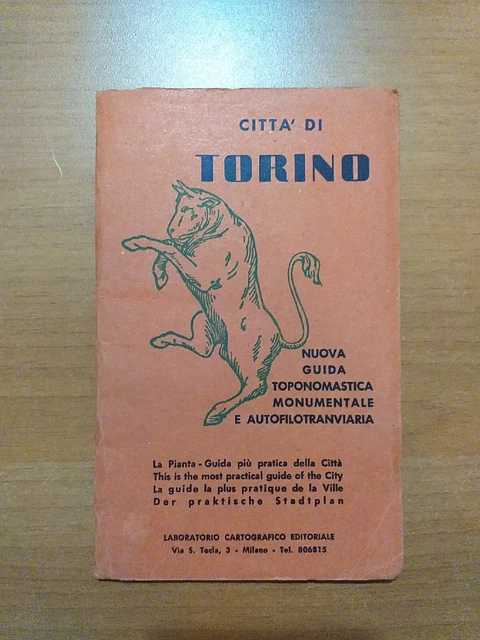 CITTA' DI
TORINO
NUOVA
GUIDA
TOPONOMASTICA
MONUMENTALE
E AUTOFILOTRANVIARIA
La Pianta - Guida più pratica della Città
This is the most practical guide of the City
La guide la plus pratique de la Ville
Der praktische Stadtplan
LABORATORIO CARTOGRAFICO EDITORIALE
Via S. Tecla, 3 - Milano - Tel. 806815